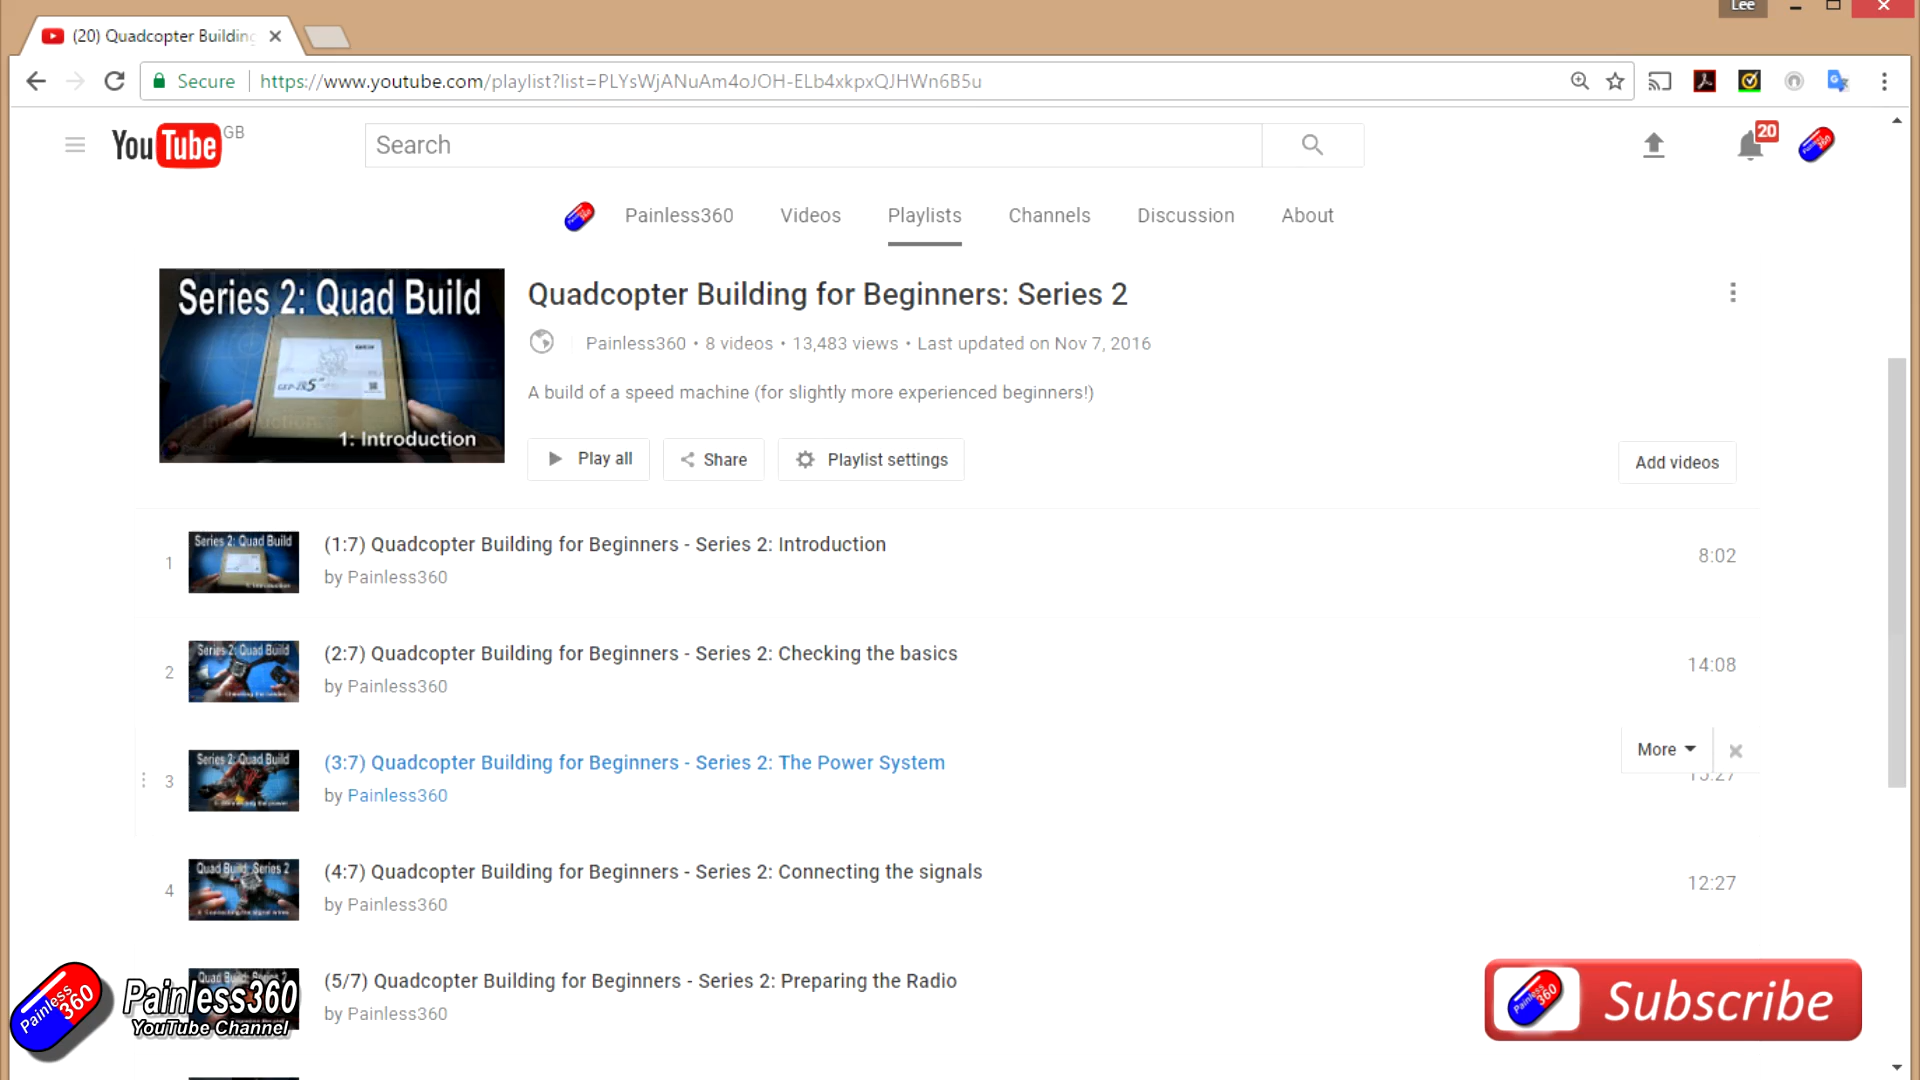 Lee
(20) Quadcopter Building
Secure https://www.youtube.com/playlist?list=PLYsWjANuAm4oJOH-ELb4xkpxQJHWn6B5u
YouTube GB
Search
20
Painless360 Videos Playlists Channels Discussion About
Series 2: Quad Build
1: Introduction
Quadcopter Building for Beginners: Series 2
Painless360 • 8 videos • 13,483 views • Last updated on Nov 7, 2016
A build of a speed machine (for slightly more experienced beginners!)
Play all Share Playlist settings
Add videos
1
Series 2: Quad Build
(1:7) Quadcopter Building for Beginners - Series 2: Introduction
by Painless360
8:02
2
Series 2: Quad Build
(2:7) Quadcopter Building for Beginners - Series 2: Checking the basics
by Painless360
14:08
3
Series 2: Quad Build
(3:7) Quadcopter Building for Beginners - Series 2: The Power System
by Painless360
More
4
Quad Build: Series 2
(4:7) Quadcopter Building for Beginners - Series 2: Connecting the signals
by Painless360
12:27
Quad Build: Series 2
(5/7) Quadcopter Building for Beginners - Series 2: Preparing the Radio
by Painless360
Painless360
Painless360
YouTube Channel
Painless360
Subscribe